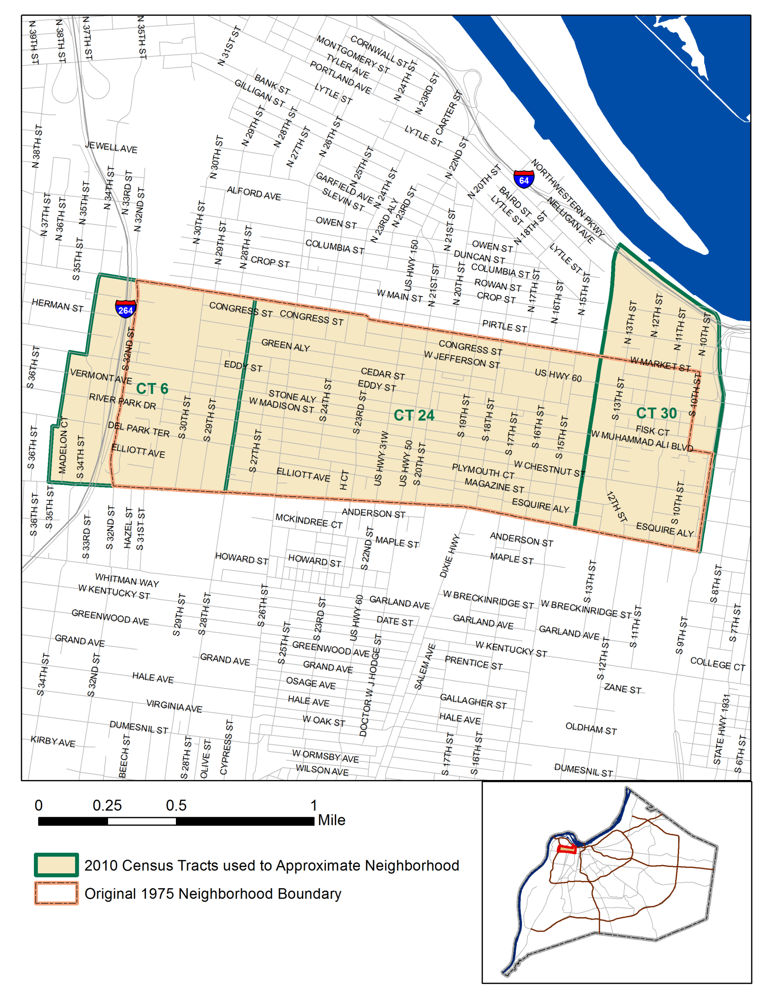 N 39TH ST
N 38TH ST
N 37TH ST
N 35TH ST
N 31ST ST
CORNWALL ST
MONTGOMERY ST
TYLER AVE
PORTLAND AVE
N 24TH ST
N 23RD ST
BANK ST
GILLIGAN ST
LYTLE ST
CARTER ST
N 29TH ST
N 28TH ST
N 27TH ST
N 26TH ST
LYTLE ST
N 38TH ST
JEWELL AVE
N 30TH ST
N 25TH ST
N 22ND ST
N 20TH ST
64
NORTHWESTERN PKWY
N 34TH ST
N 33RD ST
N 32ND ST
N 35TH ST
N 37TH ST
N 36TH ST
ALFORD AVE
GARFIELD AVE
SLEVIN ST
N 24TH ST
N 23RD ALY
N 23RD ST
BAIRD ST
LYTLE ST
NELLIGAN AVE
N 18TH ST
N 30TH ST
N 29TH ST
N 28TH ST
OWEN ST
COLUMBIA ST
CROP ST
N 21ST ST
US HWY 150
OWEN ST
DUNCAN ST
COLUMBIA ST
LYTLE ST
N 35TH ST
ROWAN ST
CROP ST
N 21ST ST
N 20TH ST
N 17TH ST
N 16TH ST
N 15TH ST
W MAIN ST
HERMAN ST
264
CONGRESS ST
CONGRESS ST
PIRTLE ST
N 13TH ST
N 12TH ST
N 11TH ST
N 10TH ST
S 32ND ST
GREEN ALY
CONGRESS ST
W JEFFERSON ST
W MARKET ST
S 36TH ST
VERMONT AVE
EDDY ST
CEDAR ST
EDDY ST
US HWY 60
CT 6
RIVER PARK DR
STONE ALY
W MADISON ST
S 24TH ST
S 23RD ST
CT 24
S 13TH ST
CT 30
S 10TH ST
S 30TH ST
S 29TH ST
DEL PARK TER
S 19TH ST
S 18TH ST
S 17TH ST
S 16TH ST
S 15TH ST
FISK CT
W MUHAMMAD ALI BLVD
S 36TH ST
MADELON CT
S 34TH ST
ELLIOTT AVE
S 27TH ST
ELLIOTT AVE
H CT
US HWY 31W
US HWY 50
S 20TH ST
PLYMOUTH CT
W CHESTNUT ST
MAGAZINE ST
ESQUIRE ALY
12TH ST
S 10TH ST
ESQUIRE ALY
S 36TH ST
S 35TH ST
S 33RD ST
S 32ND ST
HAZEL ST
S 31ST ST
ANDERSON ST
MCKINDREE CT
S 22ND ST
MAPLE ST
DIXIE HWY
ANDERSON ST
MAPLE ST
HOWARD ST
HOWARD ST
S 13TH ST
S 8TH ST
WHITMAN WAY
W KENTUCKY ST
S 29TH ST
S 28TH ST
S 26TH ST
S 23RD ST
US HWY 60
GARLAND AVE
W BRECKINRIDGE ST
W BRECKINRIDGE ST
GREENWOOD AVE
DATE ST
GARLAND AVE
GARLAND AVE
S 11TH ST
S 9TH ST
S 7TH ST
GRAND AVE
S 25TH ST
GREENWOOD AVE
DOCTOR W J HODGE ST
W KENTUCKY ST
S 12TH ST
GRAND AVE
GRAND AVE
SALEM AVE
PRENTICE ST
COLLEGE CT
S 34TH ST
S 32ND ST
HALE AVE
OSAGE AVE
ZANE ST
VIRGINIA AVE
HALE AVE
GALLAGHER ST
STATE HWY 1931
DUMESNIL ST
W OAK ST
HALE AVE
OLDHAM ST
KIRBY AVE
BEECH ST
S 28TH ST
OLIVE ST
CYPRESS ST
W ORMSBY AVE
WILSON AVE
S 17TH ST
S 16TH ST
DUMESNIL ST
S 6TH ST
0 0.25 0.5 1
Mile
2010 Census Tracts used to Approximate Neighborhood
Original 1975 Neighborhood Boundary